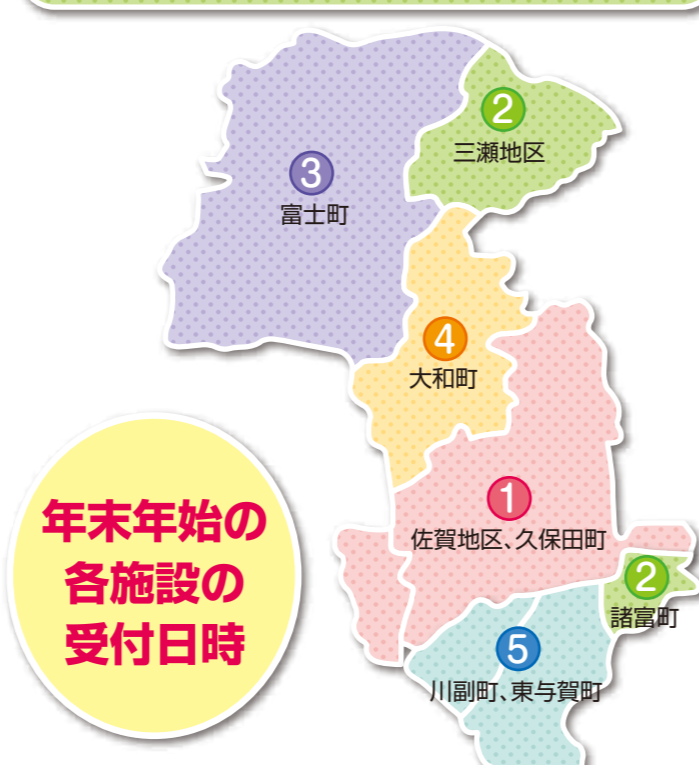 ②
三瀬地区
③
富士町
④
大和町
①
佐賀地区、久保田町
②
諸富町
⑤
川副町、東与賀町
年末年始の
各施設の
受付日時